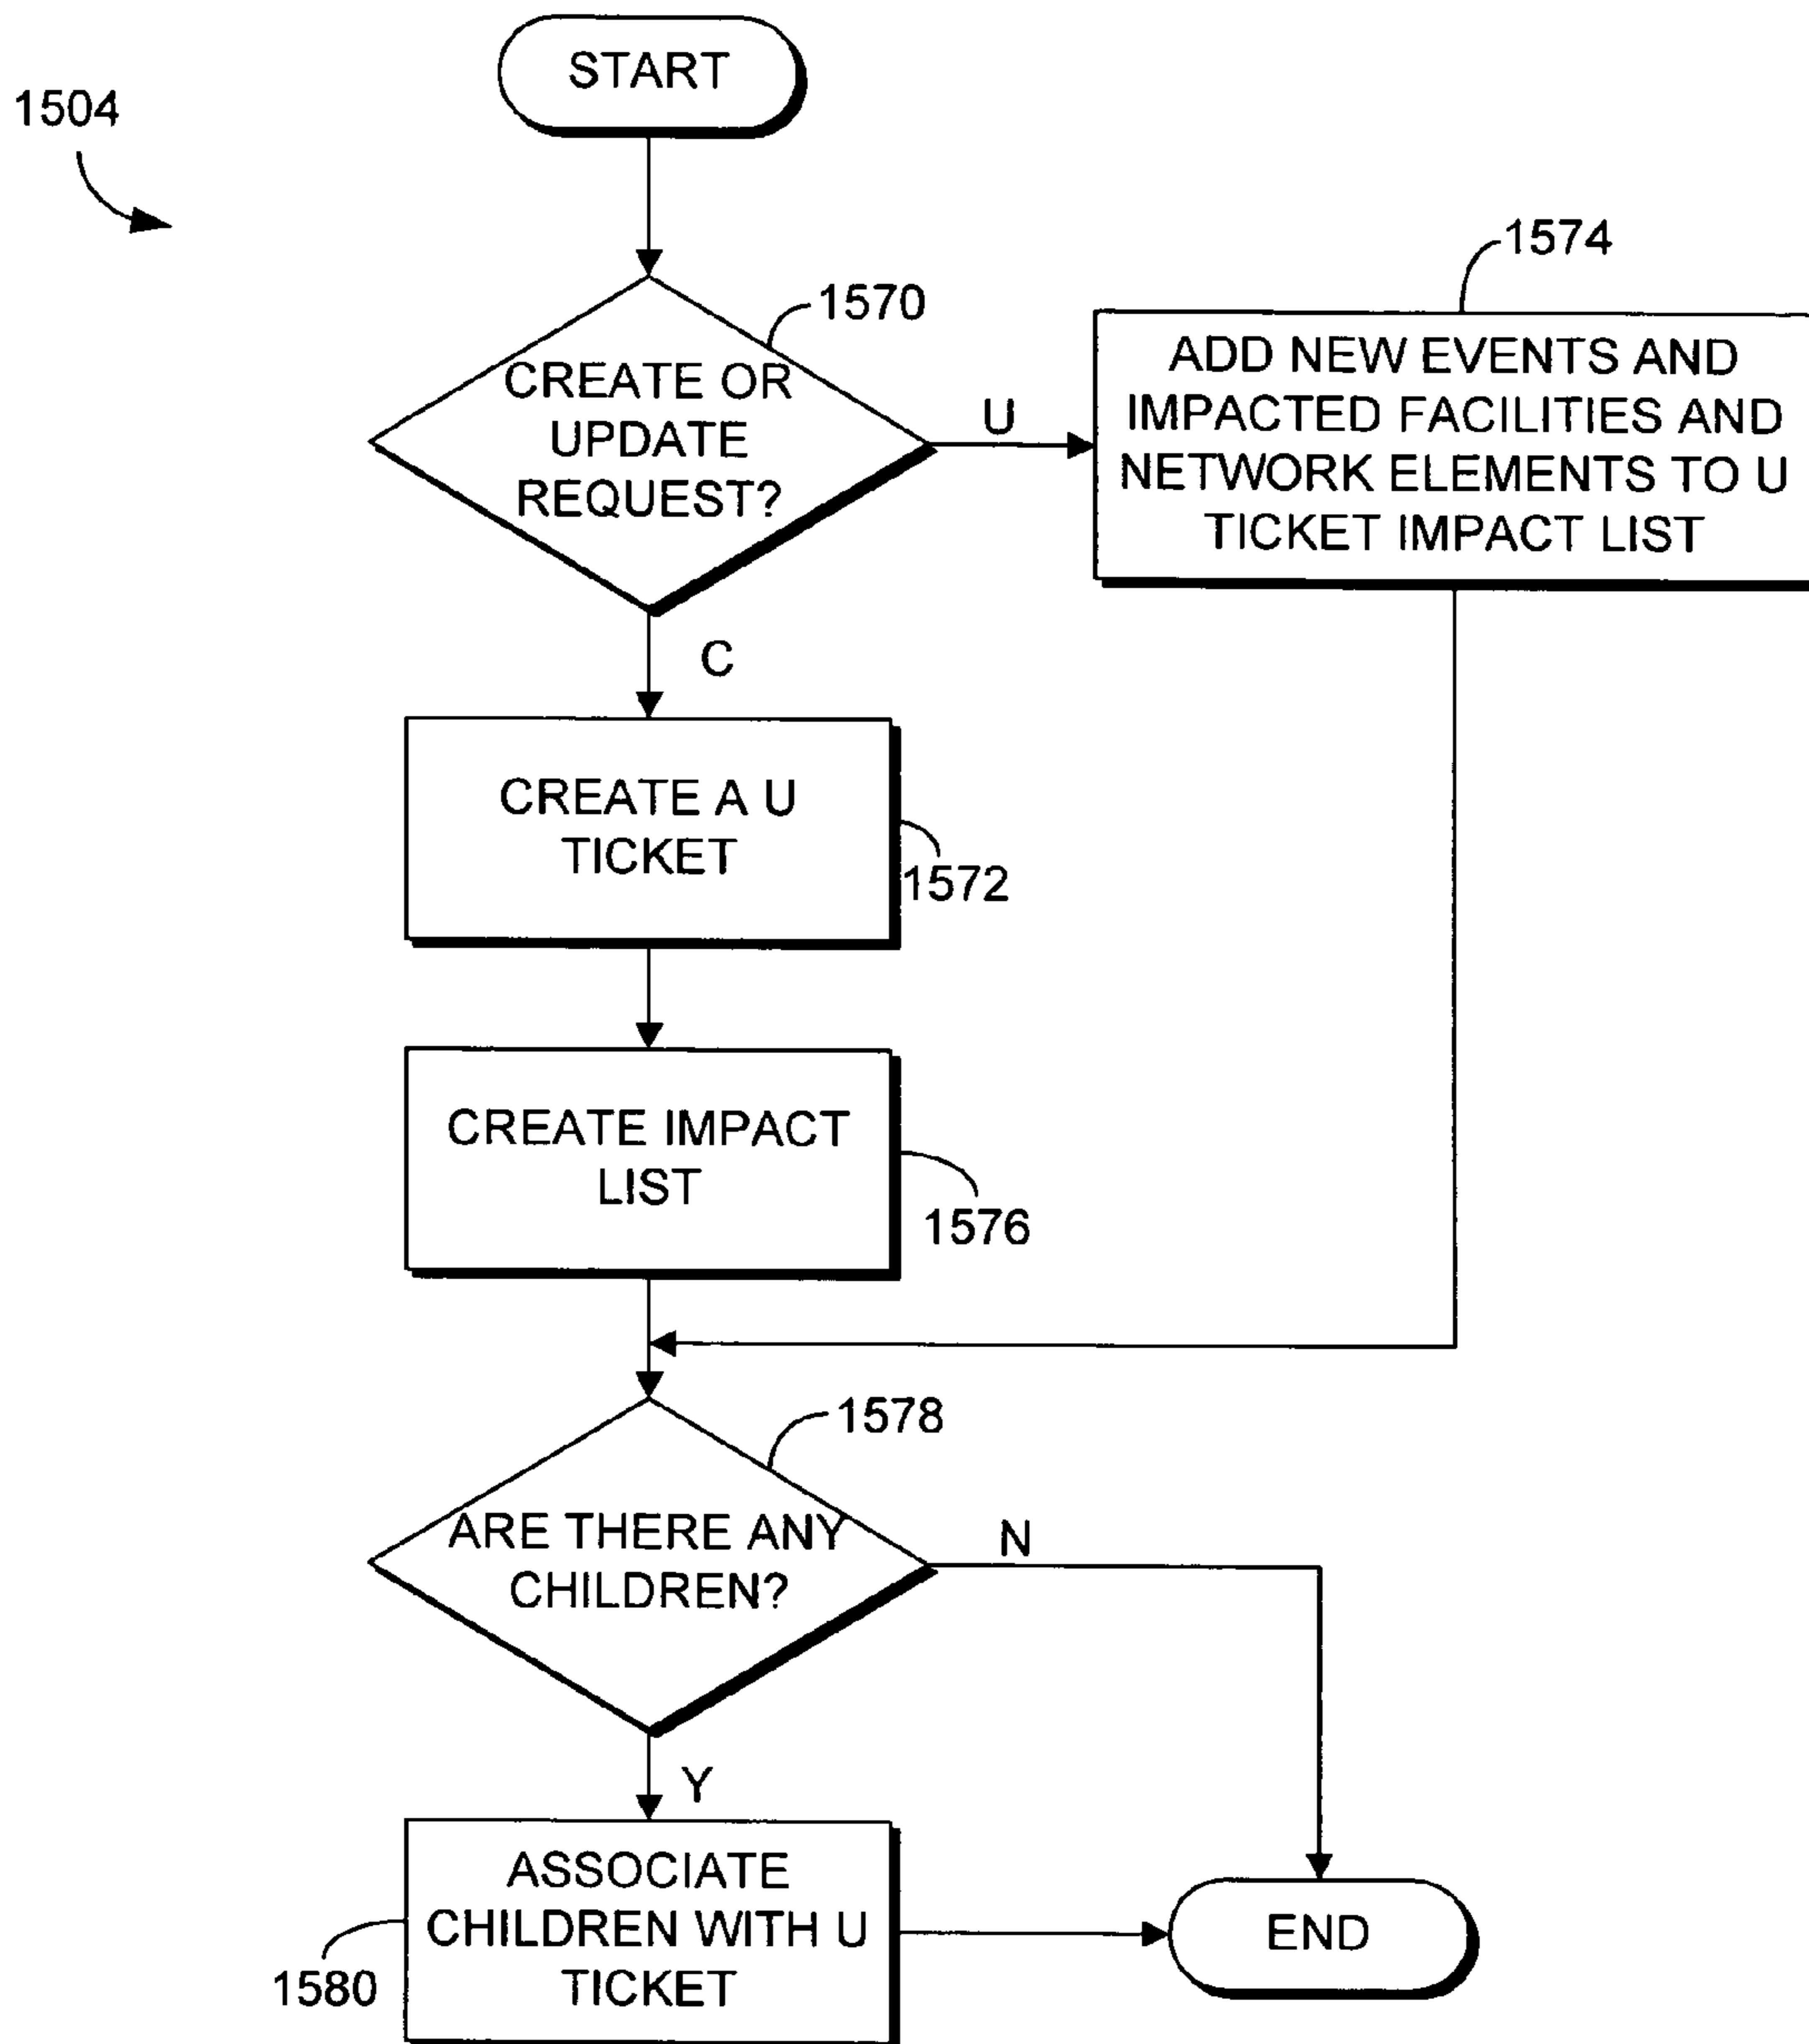 START
1504
1570
CREATE OR
UPDATE
REQUEST?
U
1574
ADD NEW EVENTS AND
IMPACTED FACILITIES AND
NETWORK ELEMENTS TO U
TICKET IMPACT LIST
C
CREATE A U
TICKET
1572
CREATE IMPACT
LIST
1576
1578
ARE THERE ANY
CHILDREN?
N
Y
ASSOCIATE
CHILDREN WITH U
TICKET
1580
END